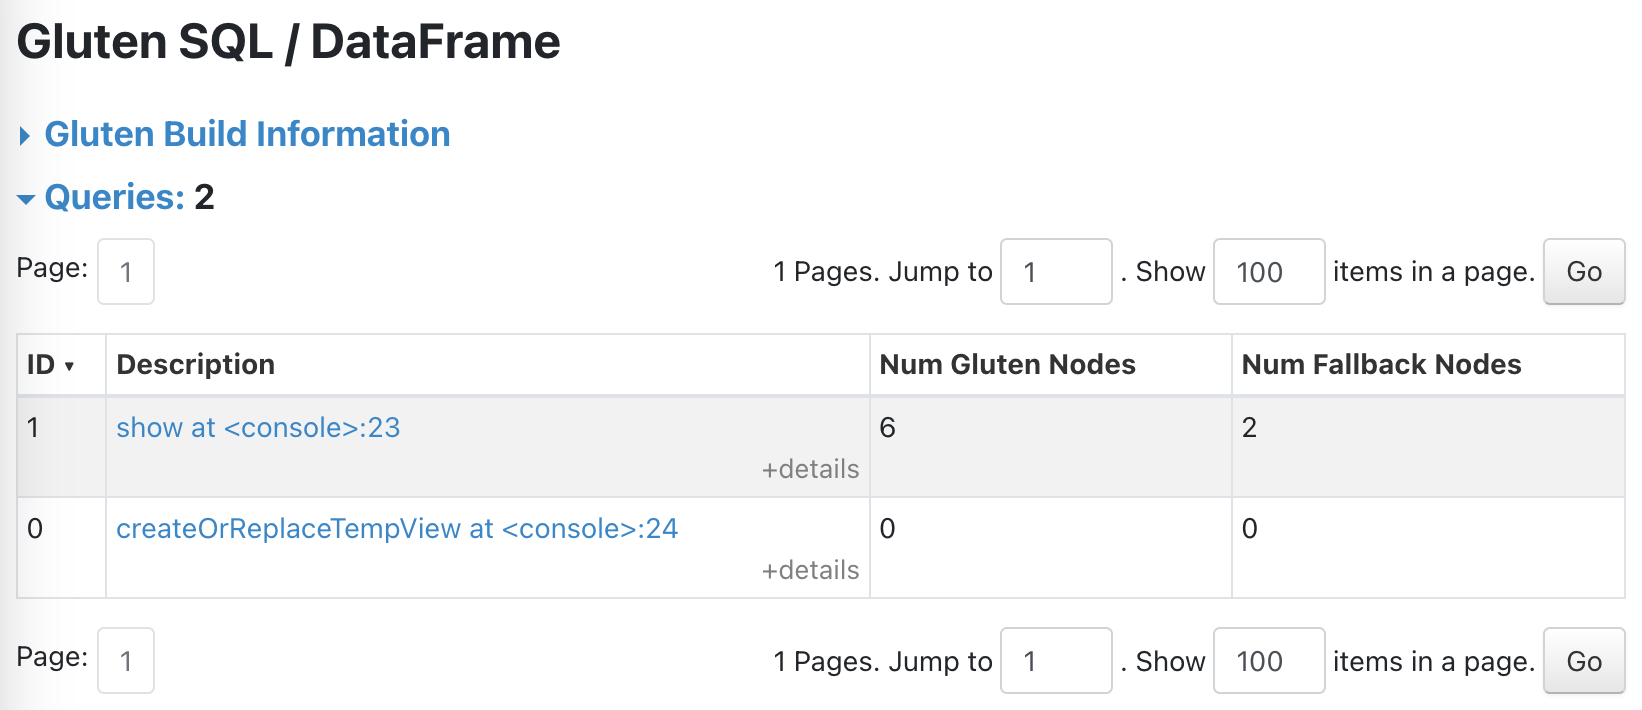 Gluten SQL / DataFrame
Gluten Build Information
Queries: 2
Page: 1 1 Pages. Jump to 1 . Show 100 items in a page. Go
ID ▾ Description Num Gluten Nodes Num Fallback Nodes
1 show at <console>:23 6 2
+details
0 createOrReplaceTempView at <console>:24 0 0
+details
Page: 1 1 Pages. Jump to 1 . Show 100 items in a page. Go